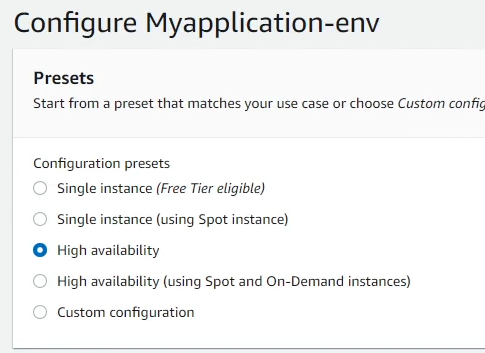 Configure Myapplication-env
Presets
Start from a preset that matches your use case or choose Custom config
Configuration presets
Single instance (Free Tier eligible)
Single instance (using Spot instance)
High availability
High availability (using Spot and On-Demand instances)
Custom configuration